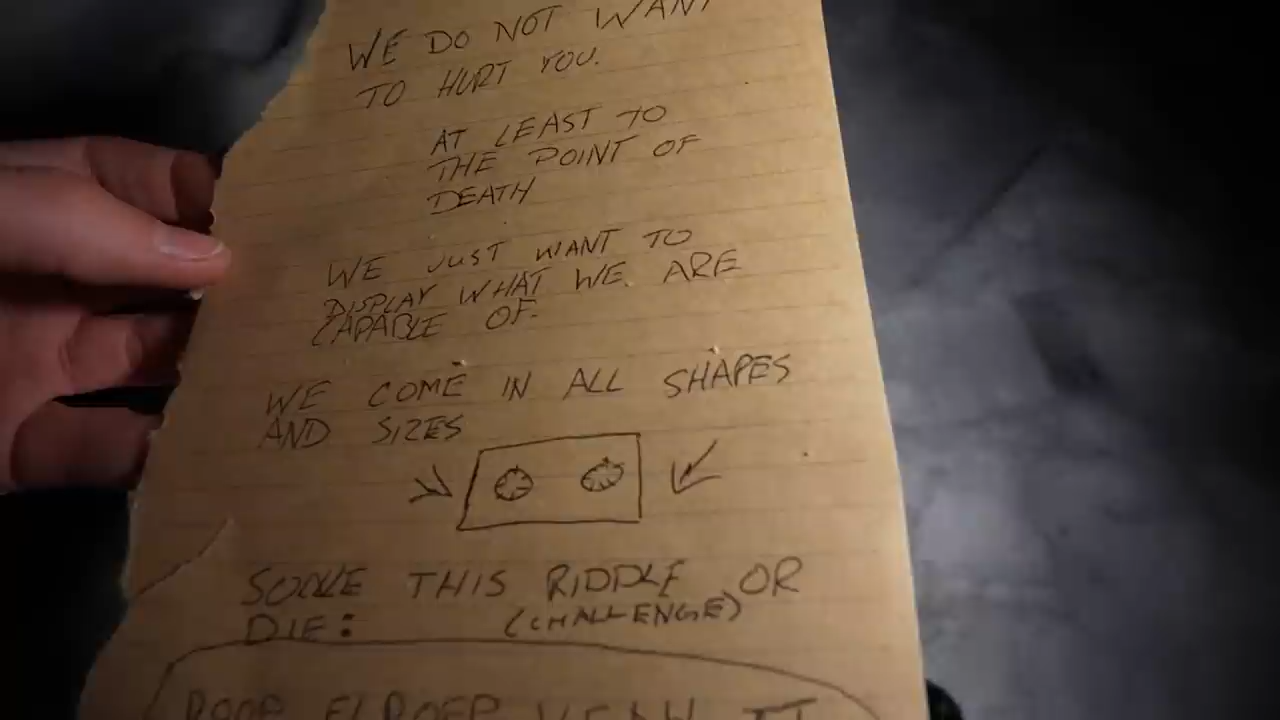 WE DO NOT WANT
TO HURT YOU.
AT LEAST TO
THE POINT OF
DEATH
WE JUST WANT TO
DISPLAY WHAT WE ARE
CAPABLE OF.
WE COME IN ALL SHAPES
AND SIZES
SOLVE THIS RIDDLE OR
DIE: (CHALLENGE)